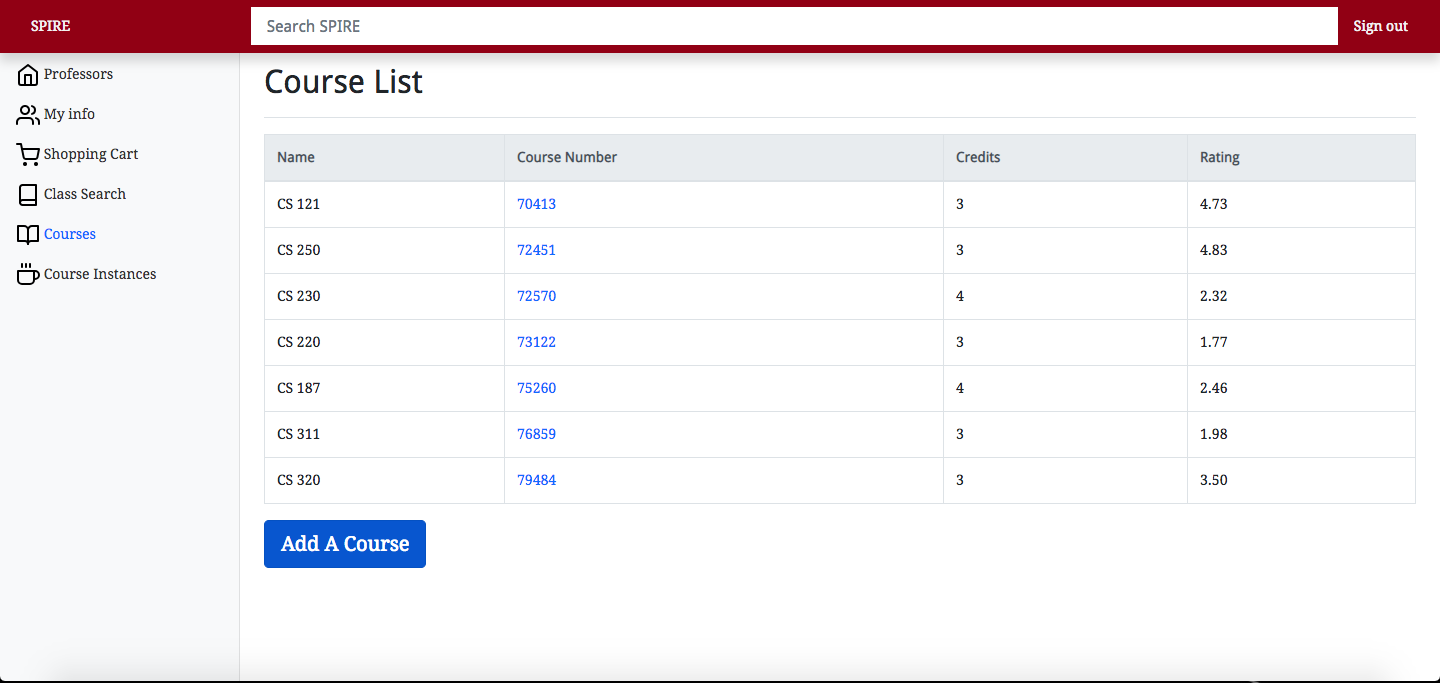 SPIRE Search SPIRE Sign out
Professors
My info
Shopping Cart
Class Search
Courses
Course Instances
Course List
Name Course Number Credits Rating
CS 121 70413 3 4.73
CS 250 72451 3 4.83
CS 230 72570 4 2.32
CS 220 73122 3 1.77
CS 187 75260 4 2.46
CS 311 76859 3 1.98
CS 320 79484 3 3.50
Add A Course